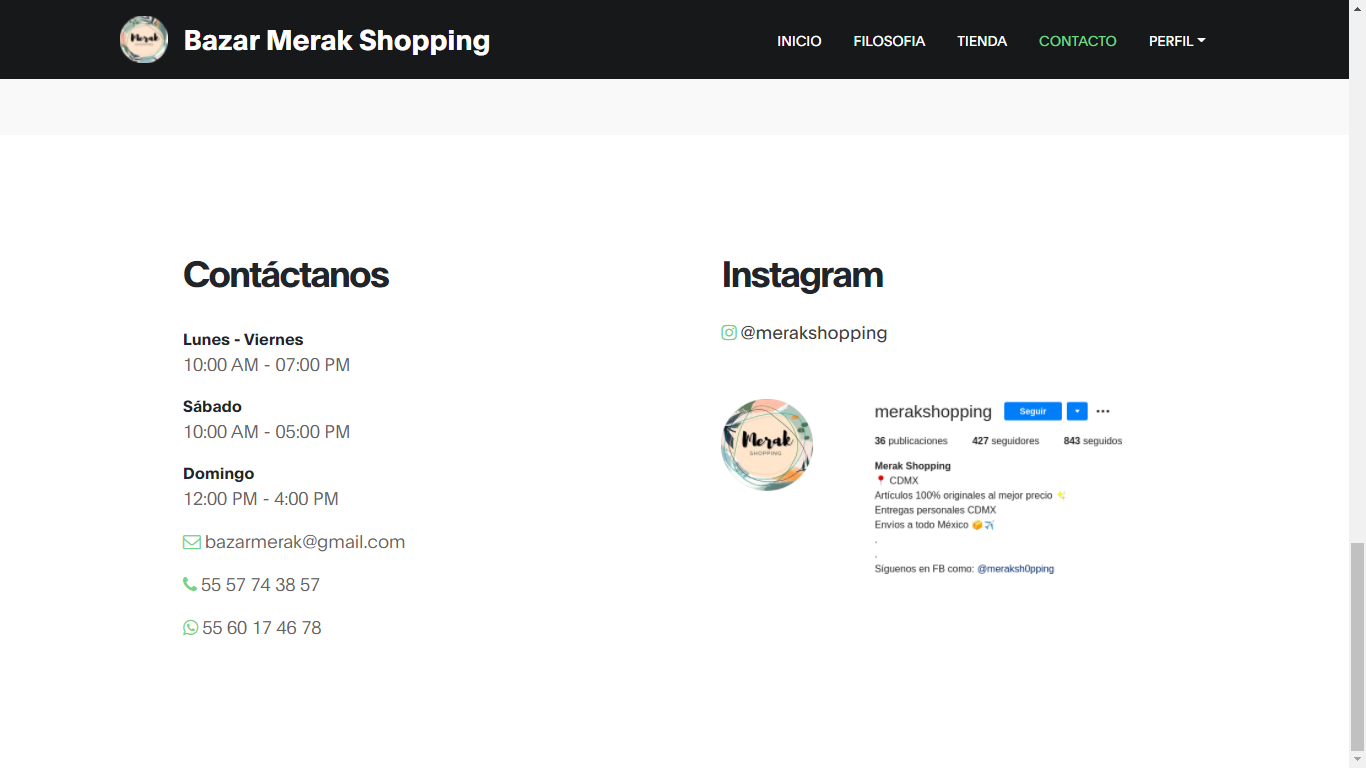 Merak
SHOPPING
Bazar Merak Shopping
INICIO
FILOSOFIA
TIENDA
CONTACTO
PERFIL
Contáctanos
Lunes - Viernes
10:00 AM - 07:00 PM
Sábado
10:00 AM - 05:00 PM
Domingo
12:00 PM - 4:00 PM
bazarmerak@gmail.com
55 57 74 38 57
55 60 17 46 78
Instagram
@merakshopping
Merak
SHOPPING
merakshopping
Seguir
36 publicaciones
427 seguidores
843 seguidos
Merak Shopping
📍 CDMX
Artículos 100% originales al mejor precio ✨
Entregas personales CDMX
Envíos a todo México 📦✈️
.
.
Síguenos en FB como: @meraksh0pping